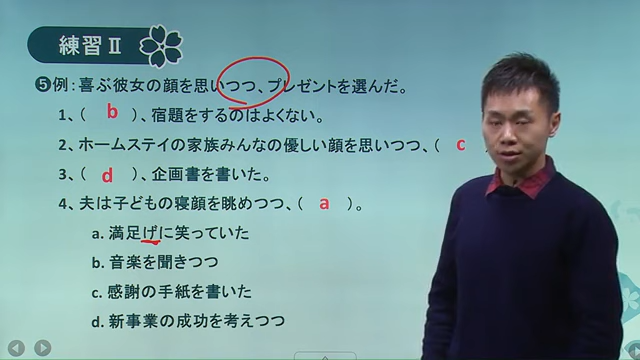 練習Ⅱ
❺例：喜ぶ彼女の顔を思いつつ、プレゼントを選んだ。
1、( b )、宿題をするのはよくない。
2、ホームステイの家族みんなの優しい顔を思いつつ、( c
3、( d )、企画書を書いた。
4、夫は子どもの寝顔を眺めつつ、( a )。
a. 満足げに笑っていた
b. 音楽を聞きつつ
c. 感謝の手紙を書いた
d. 新事業の成功を考えつつ